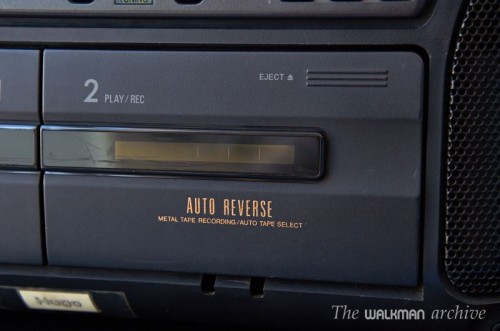 EJECT ▲
2 PLAY/REC
AUTO REVERSE
METAL TAPE RECORDING/AUTO TAPE SELECT
The WALKMAN archive